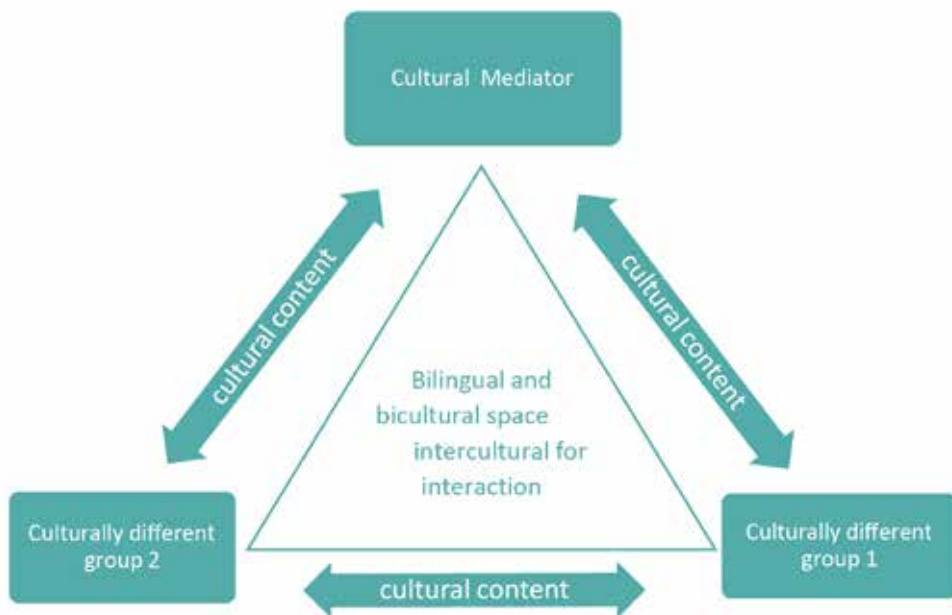 Cultural Mediator
cultural content
cultural content
Bilingual and
bicultural space
intercultural for
interaction
Culturally different
group 2
Culturally different
group 1
cultural content